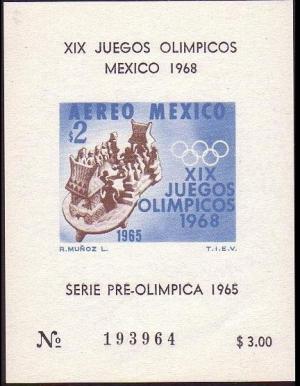 XIX JUEGOS OLIMPICOS
MEXICO 1968
AEREO MEXICO
$2
XIX
JUEGOS
OLIMPICOS
1968
1965
R.MUÑOZ L. T.I.E.V.
SERIE PRE-OLIMPICA 1965
No 193964 $ 3.00